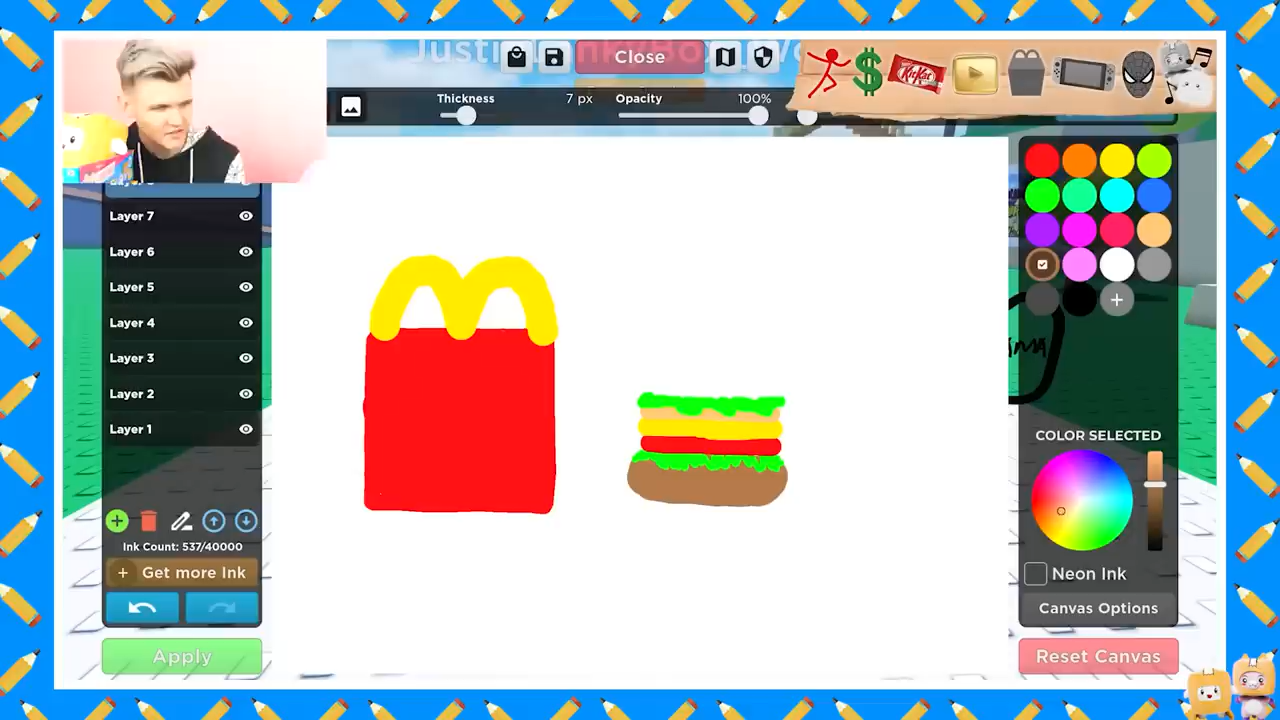 Close
KitKat
Thickness 7 px Opacity 100%
Layer 7
Layer 6
Layer 5
Layer 4
Layer 3
Layer 2
Layer 1
Ink Count: 537/40000
+ Get more Ink
Apply
COLOR SELECTED
Neon Ink
Canvas Options
Reset Canvas